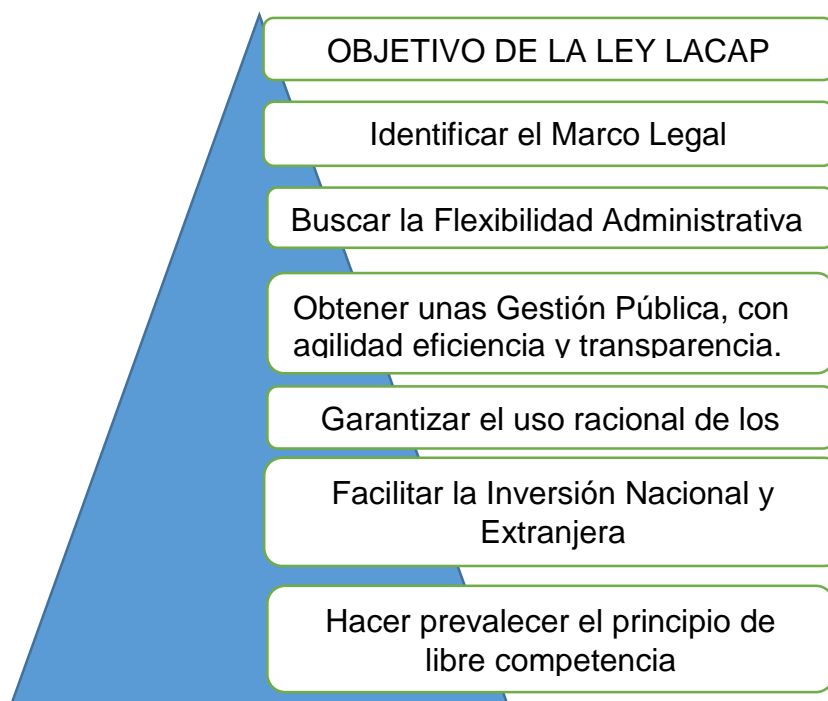 OBJETIVO DE LA LEY LACAP
Identificar el Marco Legal
Buscar la Flexibilidad Administrativa
Obtener unas Gestión Pública, con
agilidad eficiencia y transparencia.
Garantizar el uso racional de los
Facilitar la Inversión Nacional y
Extranjera
Hacer prevalecer el principio de
libre competencia